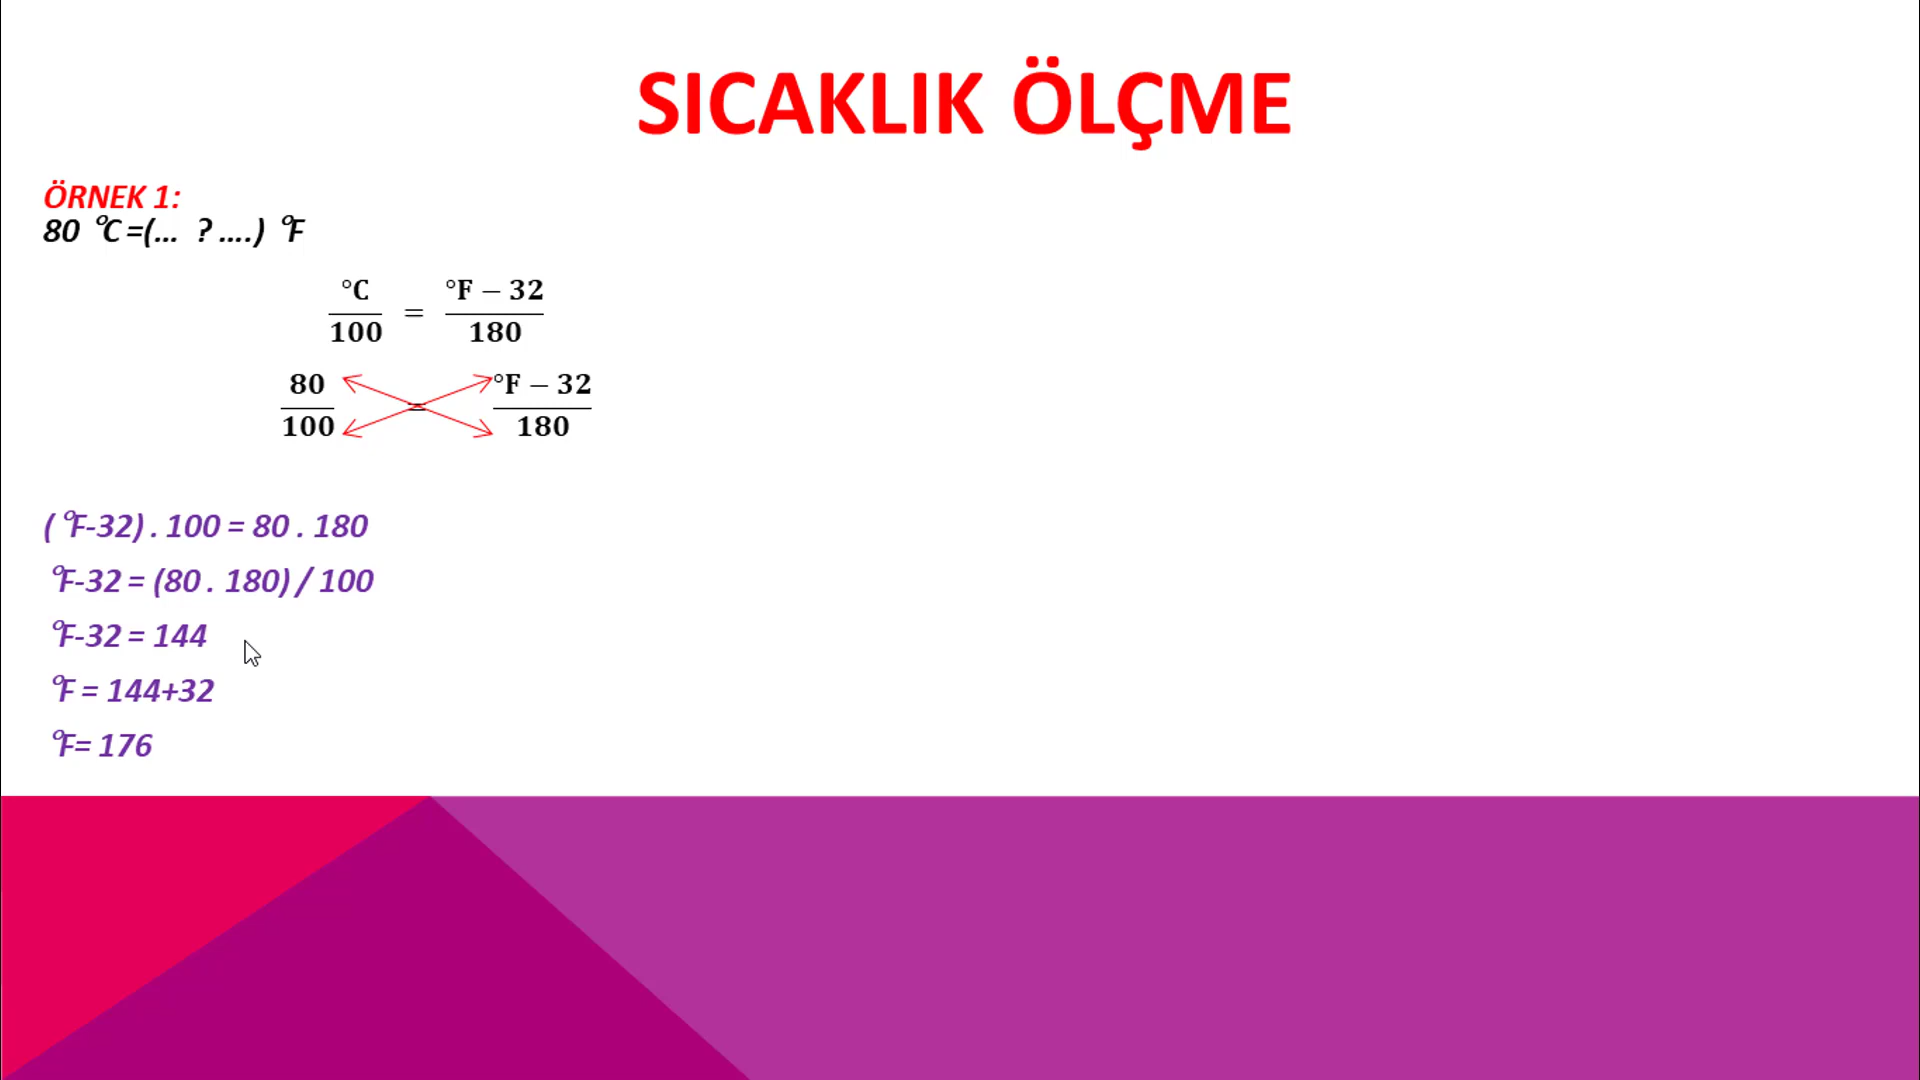 SICAKLIK ÖLÇME
ÖRNEK 1:
80 °C =(... ? ....) °F
°C/100 = °F − 32/180
80/100 = °F − 32/180
( °F-32) . 100 = 80 . 180
°F-32 = (80 . 180) / 100
°F-32 = 144
°F = 144+32
°F= 176